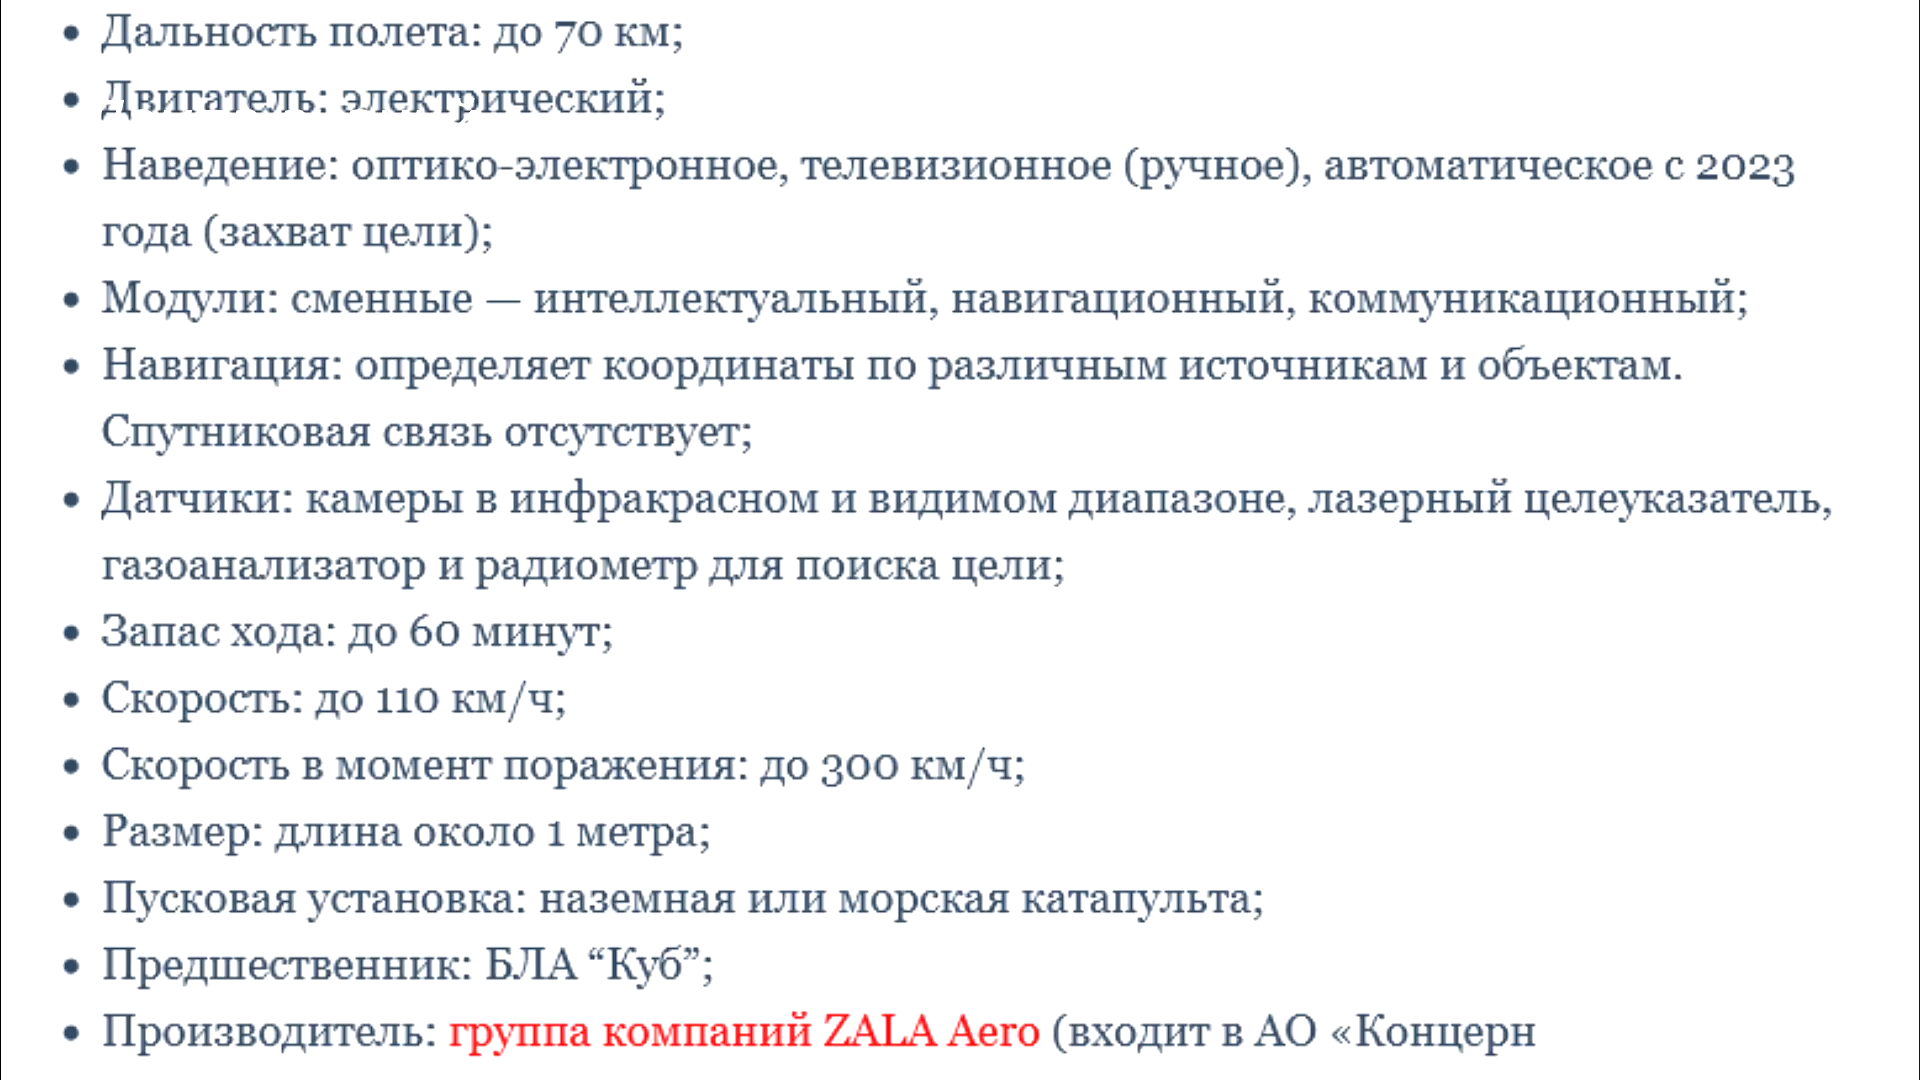 • Дальность полета: до 70 км;
• Двигатель: электрический;
• Наведение: оптико-электронное, телевизионное (ручное), автоматическое с 2023
года (захват цели);
• Модули: сменные — интеллектуальный, навигационный, коммуникационный;
• Навигация: определяет координаты по различным источникам и объектам.
Спутниковая связь отсутствует;
• Датчики: камеры в инфракрасном и видимом диапазоне, лазерный целеуказатель,
газоанализатор и радиометр для поиска цели;
• Запас хода: до 60 минут;
• Скорость: до 110 км/ч;
• Скорость в момент поражения: до 300 км/ч;
• Размер: длина около 1 метра;
• Пусковая установка: наземная или морская катапульта;
• Предшественник: БЛА “Куб”;
• Производитель: группа компаний ZALA Aero (входит в АО «Концерн